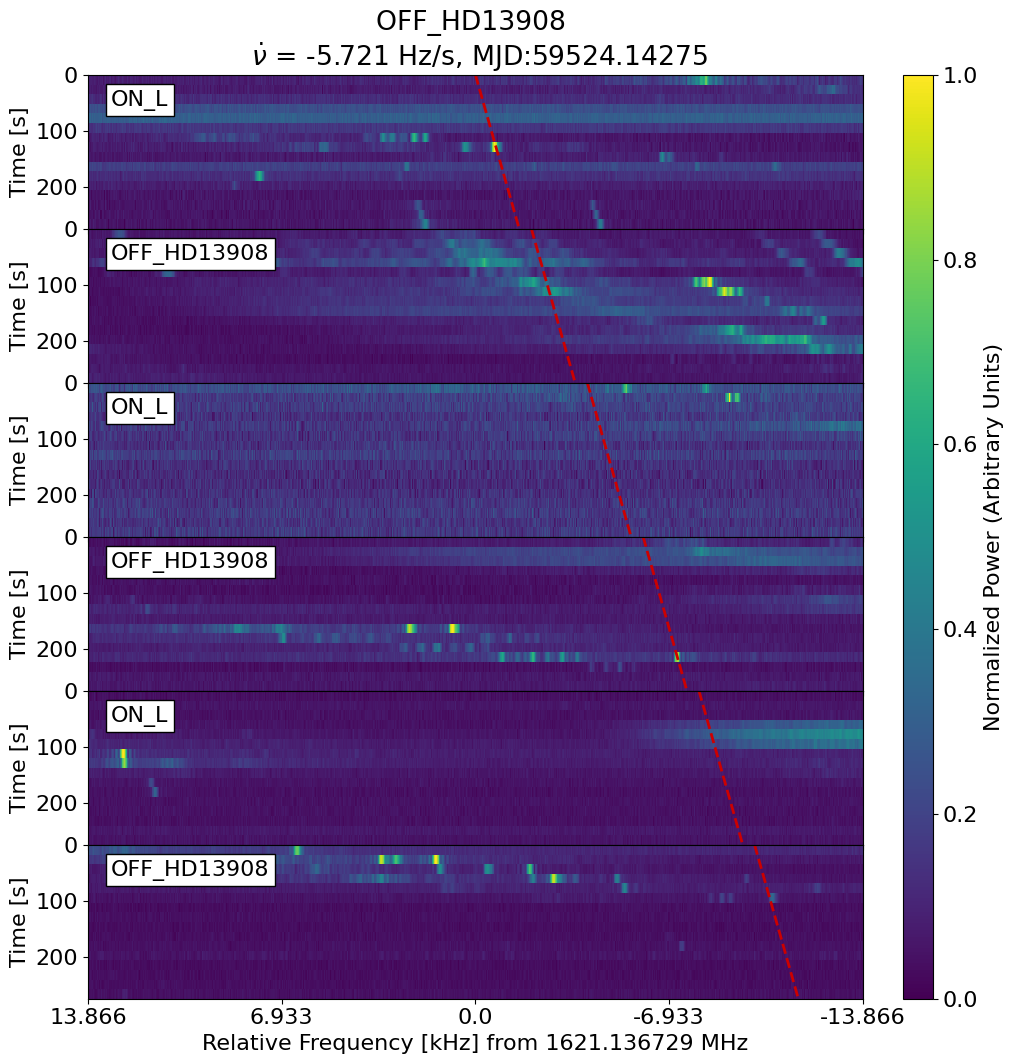 OFF_HD13908
ν̇ = -5.721 Hz/s, MJD:59524.14275
0
ON_L
100
200
Time [s]
0
OFF_HD13908
100
200
Time [s]
0
ON_L
100
200
Time [s]
0
OFF_HD13908
100
200
Time [s]
0
ON_L
100
200
Time [s]
0
OFF_HD13908
100
200
Time [s]
13.866 6.933 0.0 -6.933 -13.866
Relative Frequency [kHz] from 1621.136729 MHz
1.0
0.8
0.6
0.4
0.2
0.0
Normalized Power (Arbitrary Units)